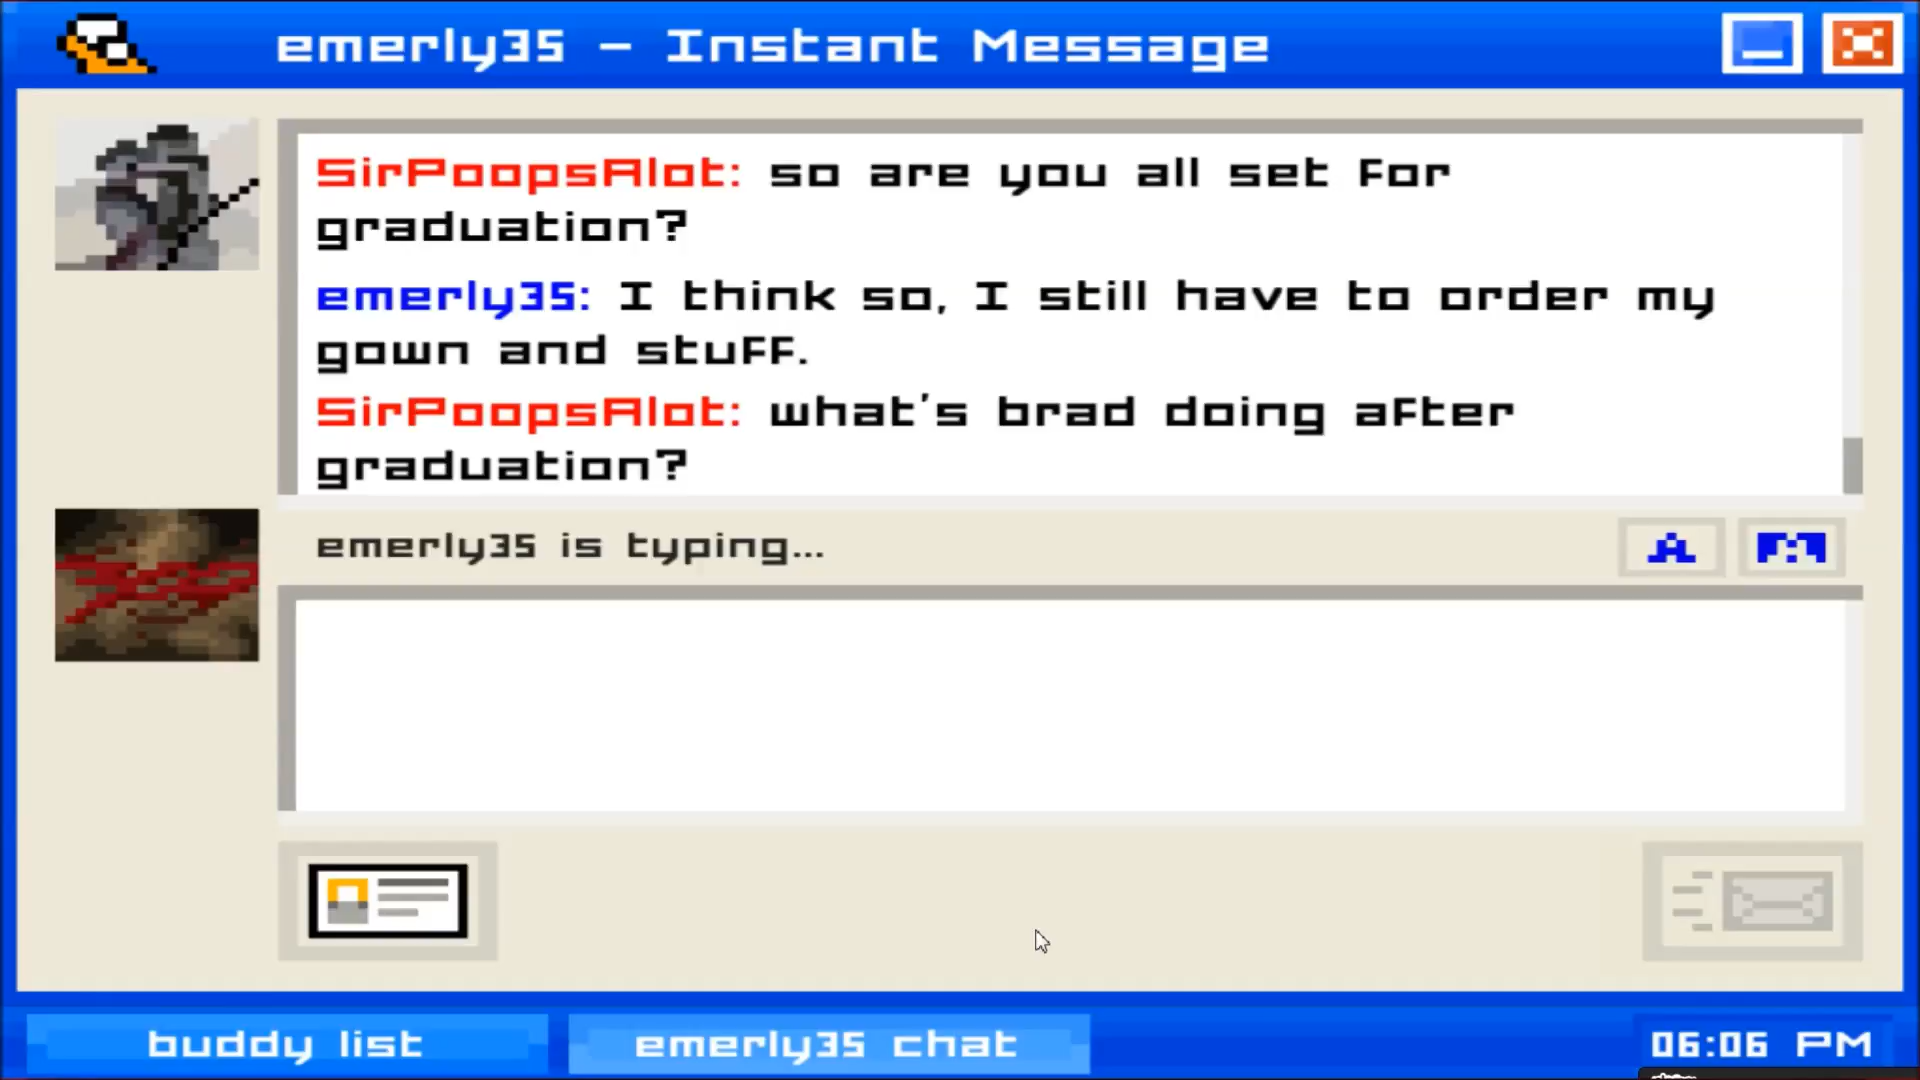 emerly35 - Instant Message
SirPoopsAlot: so are you all set for
graduation?
emerly35: I think so, I still have to order my
gown and stuff.
SirPoopsAlot: what's brad doing after
graduation?
emerly35 is typing...
A A
buddy list
emerly35 chat
06:06 PM